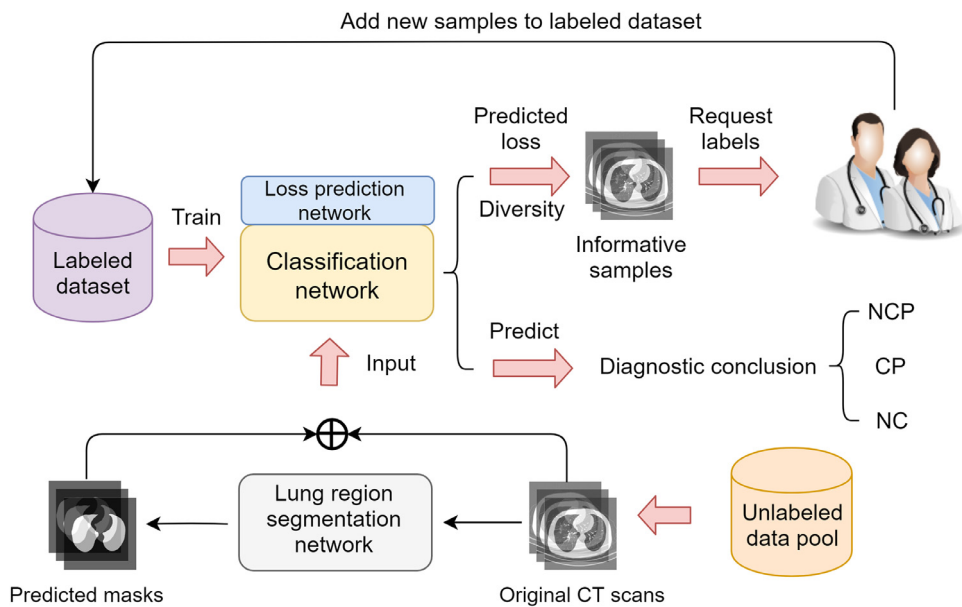 Add new samples to labeled dataset
Predicted
loss
Diversity
Request
labels
Loss prediction
network
Train
Labeled
dataset
Classification
network
Informative
samples
Predict
Input
Diagnostic conclusion
NCP
CP
NC
Lung region
segmentation
network
Unlabeled
data pool
Predicted masks
Original CT scans